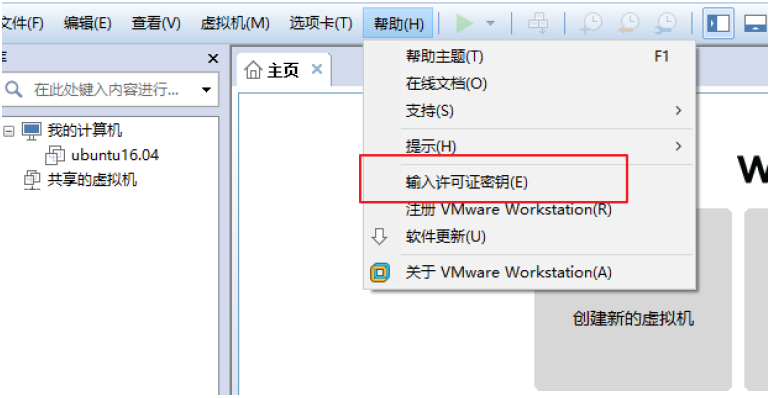 文件(F) 编辑(E) 查看(V) 虚拟机(M) 选项卡(T) 帮助(H)
库
主页
在此处键入内容进行...
我的计算机
ubuntu16.04
共享的虚拟机
帮助主题(T) F1
在线文档(O)
支持(S)
提示(H)
输入许可证密钥(E)
注册 VMware Workstation(R)
软件更新(U)
关于 VMware Workstation(A)
W
创建新的虚拟机